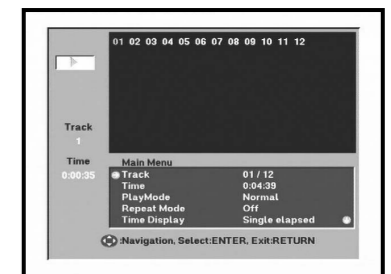 01 02 03 04 05 06 07 08 09 10 11 12
Track
1
Time
0:00:35
Main Menu
Track 01 / 12
Time 0:04:39
PlayMode Normal
Repeat Mode Off
Time Display Single elapsed
:Navigation, Select:ENTER, Exit:RETURN